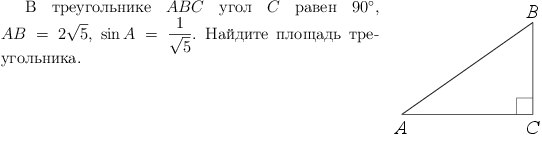 В треугольнике ABC угол C равен 90°,
AB = 2√5, sin A = 1/√5. Найдите площадь тре-
угольника.
B
A
C